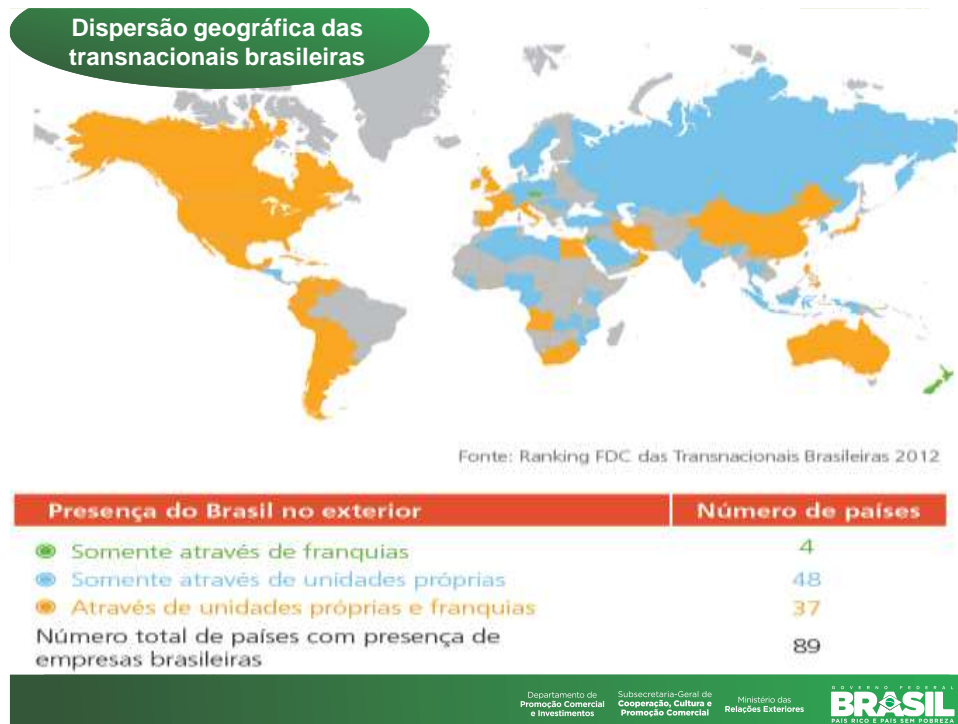 Dispersão geográfica das
transnacionais brasileiras
Fonte: Ranking FDC das Transnacionais Brasileiras 2012
Presença do Brasil no exterior
Número de países
Somente através de franquias
4
Somente através de unidades próprias
48
Através de unidades próprias e franquias
37
Número total de países com presença de
empresas brasileiras
89
Departamento de
Promoção Comercial
e Investimentos
Subsecretaria-Geral de
Cooperação, Cultura e
Promoção Comercial
Ministério das
Relações Exteriores
GOVERNO FEDERAL
BRASIL
PAÍS RICO É PAÍS SEM POBREZA